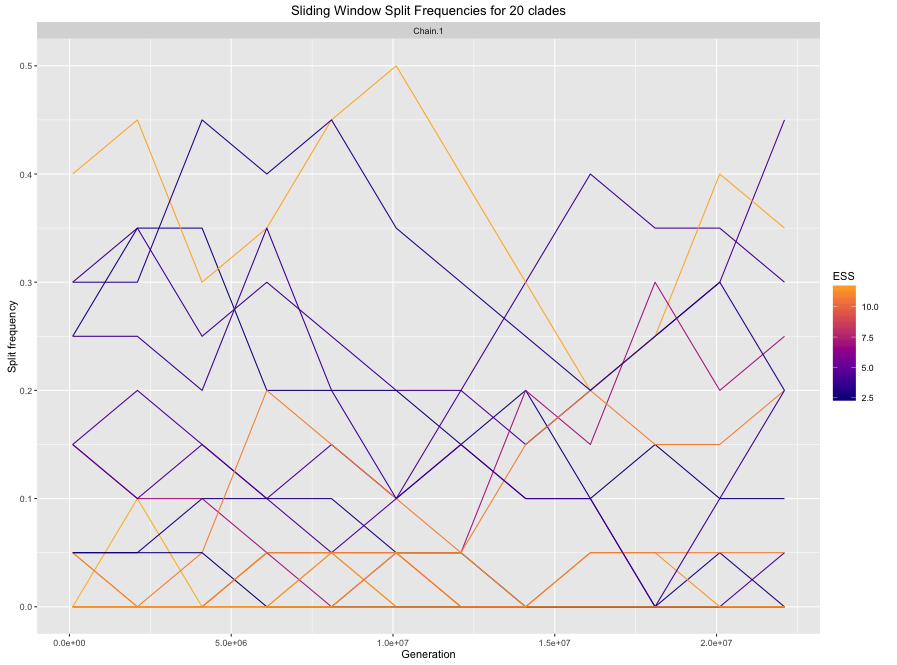 Sliding Window Split Frequencies for 20 clades
Chain.1
Split frequency
0.5
0.4
0.3
0.2
0.1
0.0
0.0e+00 5.0e+06 1.0e+07 1.5e+07 2.0e+07
Generation
ESS
10.0
7.5
5.0
2.5